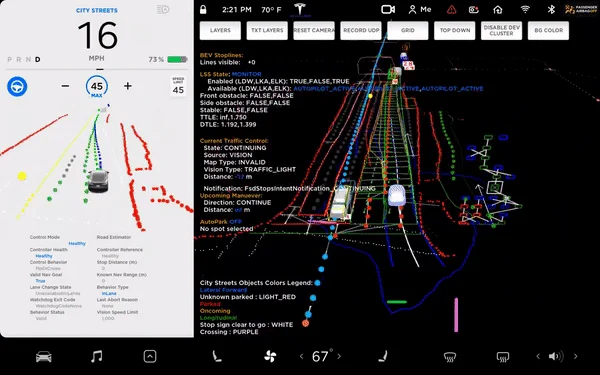 CITY STREETS
16
MPH
P R N D
73 %
45
MAX
SPEED
LIMIT
45
Control Mode
Healthy
Road Estimator
Controller Health
Healthy
Controller Reference
Healthy
Control Behavior
Stop Distance (m)
0
Valid Nav Goal
True
Known Nav Range (m)
0
Lane Change State
Behavior Type
InLane
Watchdog Exit Code
Last Abort Reason
None
Behavior Status
Valid
Vision Speed Limit
2:21 PM 70° F
Me
PASSENGER
AIRBAG OFF
LAYERS
TXT LAYERS
RESET CAMERA
RECORD UDP
GRID
TOP DOWN
DISABLE DEV
CLUSTER
BG COLOR
BEV Stoplines:
Lines visible: +0
LSS State: MONITOR
Enabled (LDW,LKA,ELK): TRUE,FALSE,TRUE
Available (LDW,LKA,ELK):
Front obstacle: FALSE,FALSE
Side obstacle: FALSE,FALSE
Stable: FALSE,FALSE
TTLE: inf,1.750
DTLE: 1.192,1.399
Current Traffic Control:
State: CONTINUING
Source: VISION
Map Type: INVALID
Vision Type: TRAFFIC_LIGHT
Distance:
Notification: FsdStopsIntentNotification_CONTINUING
Upcoming Manuever:
Direction: CONTINUE
Distance: m
AutoPark OFF
No spot selected
City Streets Objects Colors Legend:
Lateral Forward
Unknown parked : LIGHT_RED
Parked
Oncoming
Longitudinal
Stop sign clear to go : WHITE
Crossing : PURPLE
67°